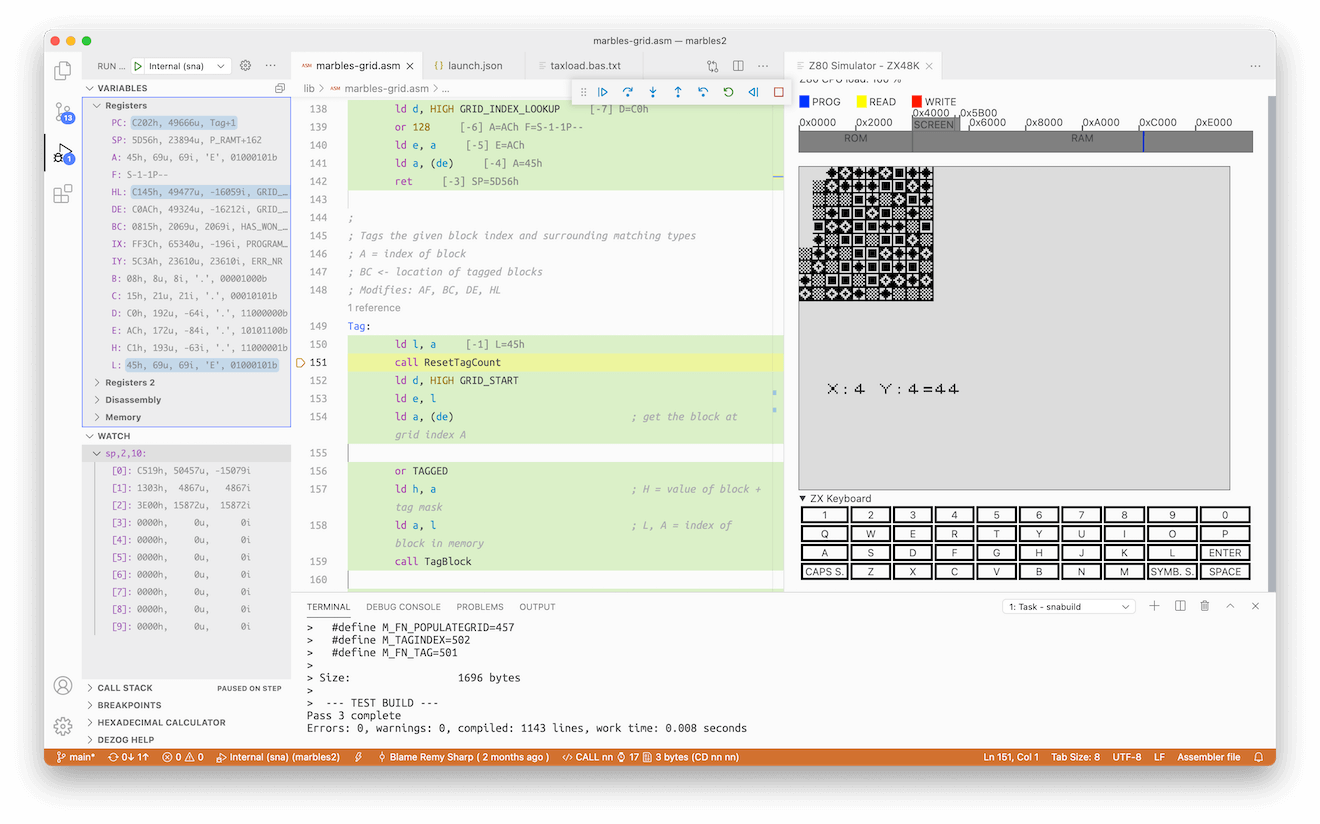 marbles-grid.asm — marbles2
RUN ... Internal (sna) ...
ASM marbles-grid.asm
{} launch.json
taxload.bas.txt
...
Z80 Simulator - ZX48K
...
VARIABLES
Registers
PC: C202h, 49666u, Tag+1
SP: 5D56h, 23894u, P_RAMT+162
A: 45h, 69u, 69i, 'E', 01000101b
F: S-1-1P--
HL: C145h, 49477u, -16059i, GRID_...
DE: C0ACh, 49324u, -16212i, GRID_...
BC: 0815h, 2069u, 2069i, HAS_WON_...
IX: FF3Ch, 65340u, -196i, PROGRAM...
IY: 5C3Ah, 23610u, 23610i, ERR_NR
B: 08h, 8u, 8i, '.', 00001000b
C: 15h, 21u, 21i, '.', 00010101b
D: C0h, 192u, -64i, '.', 11000000b
E: ACh, 172u, -84i, '.', 10101100b
H: C1h, 193u, -63i, '.', 11000001b
L: 45h, 69u, 69i, 'E', 01000101b
Registers 2
Disassembly
Memory
WATCH
sp,2,10:
[0]: C519h, 50457u, -15079i
[1]: 1303h, 4867u, 4867i
[2]: 3E00h, 15872u, 15872i
[3]: 0000h, 0u, 0i
[4]: 0000h, 0u, 0i
[5]: 0000h, 0u, 0i
[6]: 0000h, 0u, 0i
[7]: 0000h, 0u, 0i
[8]: 0000h, 0u, 0i
[9]: 0000h, 0u, 0i
CALL STACK PAUSED ON STEP
BREAKPOINTS
HEXADECIMAL CALCULATOR
DEZOG HELP
13
1
lib > ASM marbles-grid.asm > ...
138 ld d, HIGH GRID_INDEX_LOOKUP [-7] D=C0h
139 or 128 [-6] A=ACh F=S-1-1P--
140 ld e, a [-5] E=ACh
141 ld a, (de) [-4] A=45h
142 ret [-3] SP=5D56h
143
144 ;
145 ; Tags the given block index and surrounding matching types
146 ; A = index of block
147 ; BC <- location of tagged blocks
148 ; Modifies: AF, BC, DE, HL
1 reference
149 Tag:
150 ld l, a [-1] L=45h
151 call ResetTagCount
152 ld d, HIGH GRID_START
153 ld e, l
154 ld a, (de) ; get the block at
grid index A
155
156 or TAGGED
157 ld h, a ; H = value of block +
tag mask
158 ld a, l ; L, A = index of
block in memory
159 call TagBlock
160
Z80 CPU load: 100 %
PROG READ WRITE
0x4000 0x5B00
0x0000 0x2000 SCREEN 0x6000 0x8000 0xA000 0xC000 0xE000
ROM RAM
X:4 Y:4=44
▼ ZX Keyboard
1 2 3 4 5 6 7 8 9 0
Q W E R T Y U I O P
A S D F G H J K L ENTER
CAPS S. Z X C V B N M SYMB. S. SPACE
TERMINAL DEBUG CONSOLE PROBLEMS OUTPUT 1: Task - snabuild
> #define M_FN_POPULATEGRID=457
> #define M_TAGINDEX=502
> #define M_FN_TAG=501
>
> Size: 1696 bytes
>
> --- TEST BUILD ---
Pass 3 complete
Errors: 0, warnings: 0, compiled: 1143 lines, work time: 0.008 seconds
main* 0↓ 1↑ 0 0 Internal (sna) (marbles2) Blame Remy Sharp ( 2 months ago ) CALL nn 17 3 bytes (CD nn nn) Ln 151, Col 1 Tab Size: 8 UTF-8 LF Assembler file